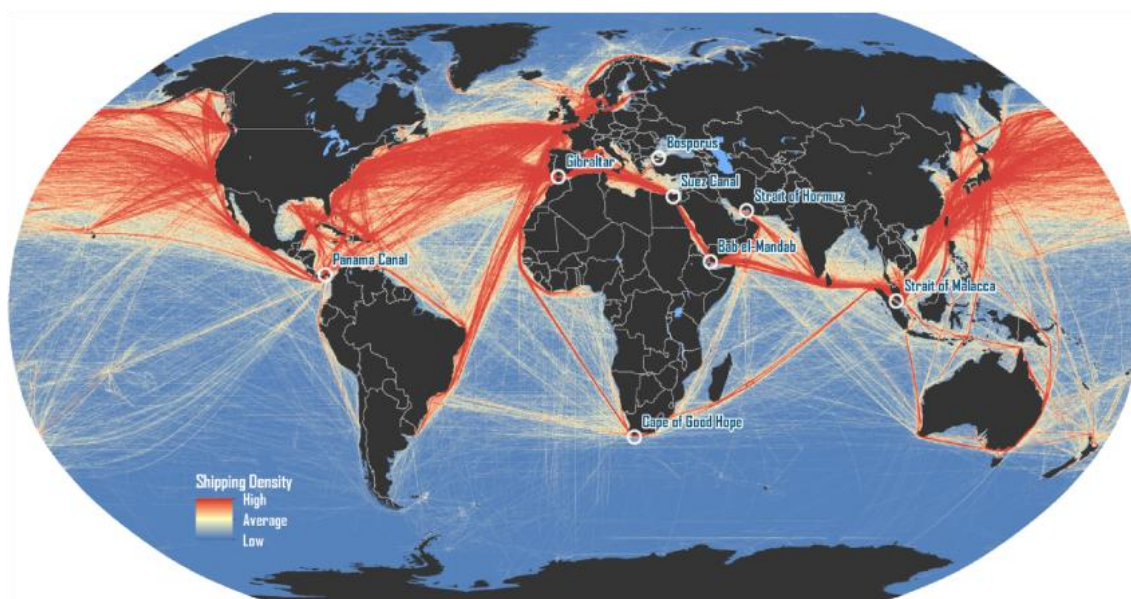 Bosporus
Gibraltar
Suez Canal
Strait of Hormuz
Bab el-Mandab
Panama Canal
Strait of Malacca
Cape of Good Hope
Shipping Density
High
Average
Low